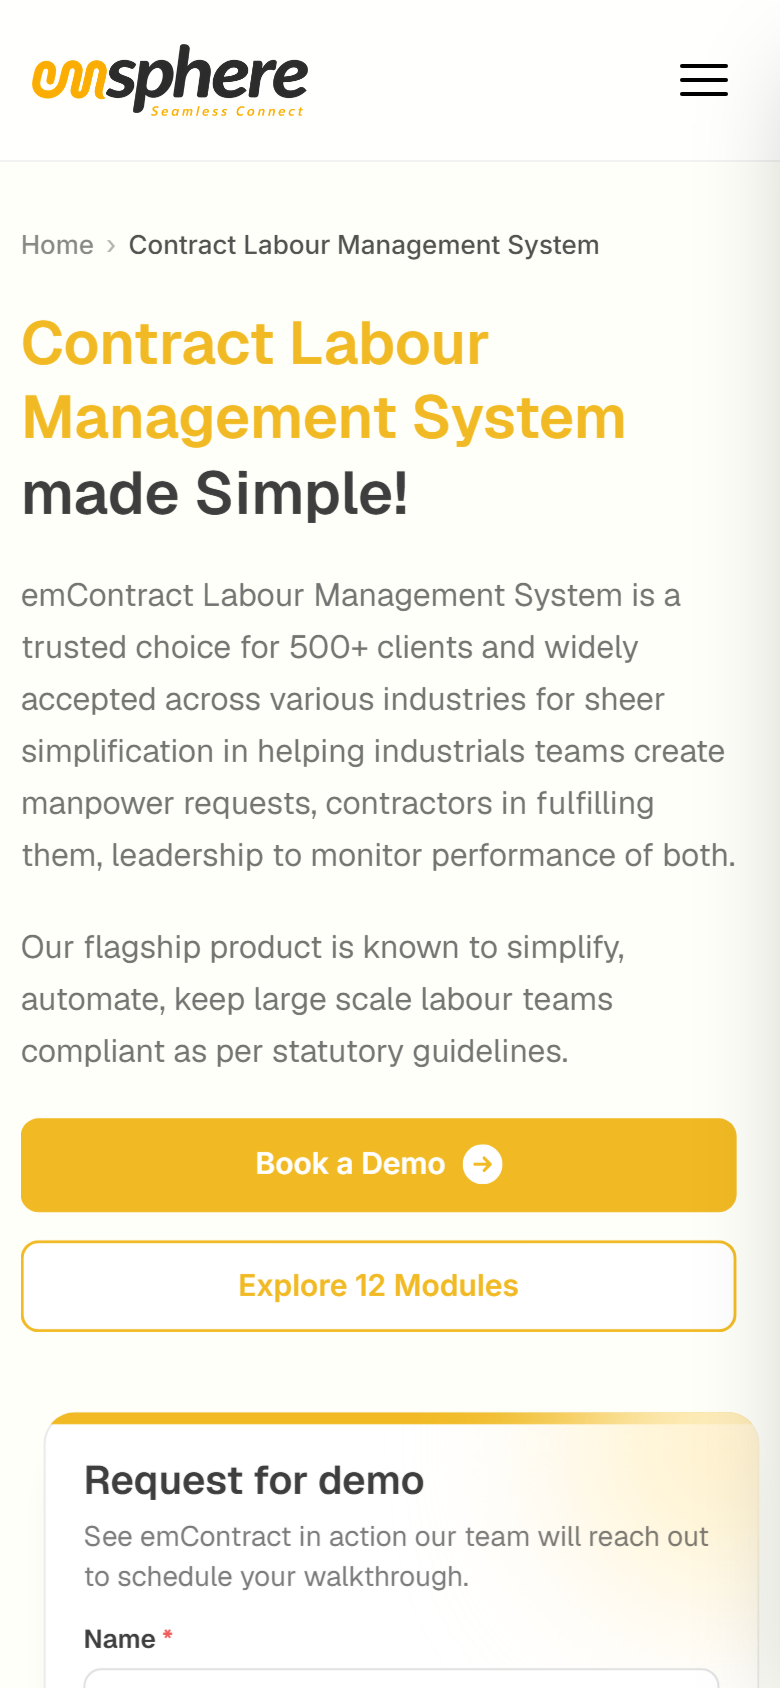 emsphere
Seamless Connect
Home › Contract Labour Management System
Contract Labour
Management System
made Simple!
emContract Labour Management System is a
trusted choice for 500+ clients and widely
accepted across various industries for sheer
simplification in helping industrials teams create
manpower requests, contractors in fulfilling
them, leadership to monitor performance of both.
Our flagship product is known to simplify,
automate, keep large scale labour teams
compliant as per statutory guidelines.
Book a Demo
Explore 12 Modules
Request for demo
See emContract in action our team will reach out
to schedule your walkthrough.
Name *